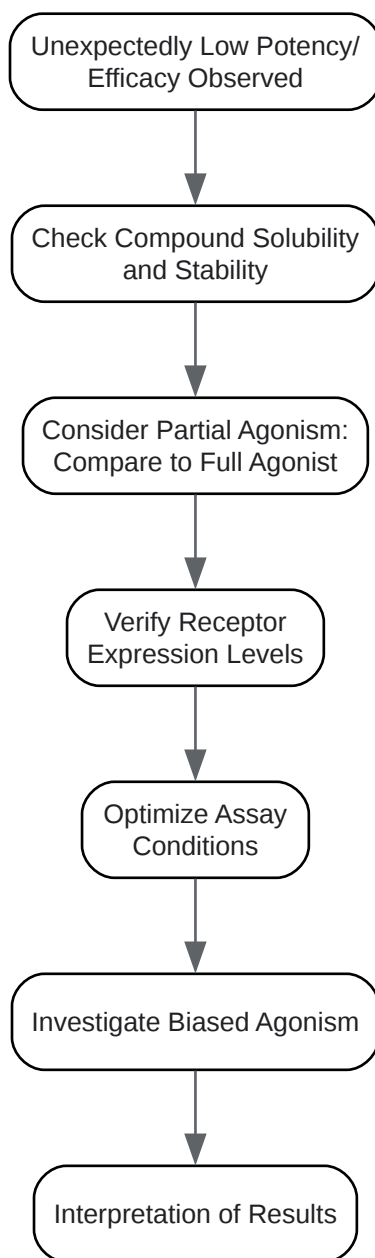 Unexpectedly Low Potency/
Efficacy Observed
Check Compound Solubility
and Stability
Consider Partial Agonism:
Compare to Full Agonist
Verify Receptor
Expression Levels
Optimize Assay
Conditions
Investigate Biased Agonism
Interpretation of Results